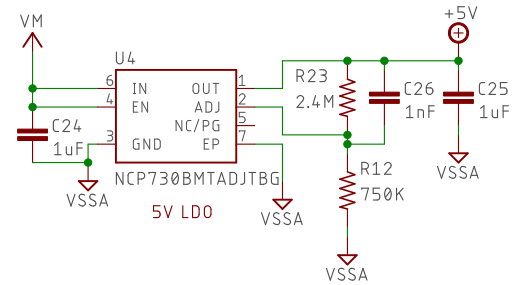 VM
+5V
U4
6 IN OUT 1
4 EN ADJ 2
NC/PG 5
3 GND EP 7
C24
1uF
R23
2.4M
C26
1nF
C25
1uF
VSSA
NCP730BMTADJTBG
5V LDO
VSSA
R12
750K
VSSA
VSSA